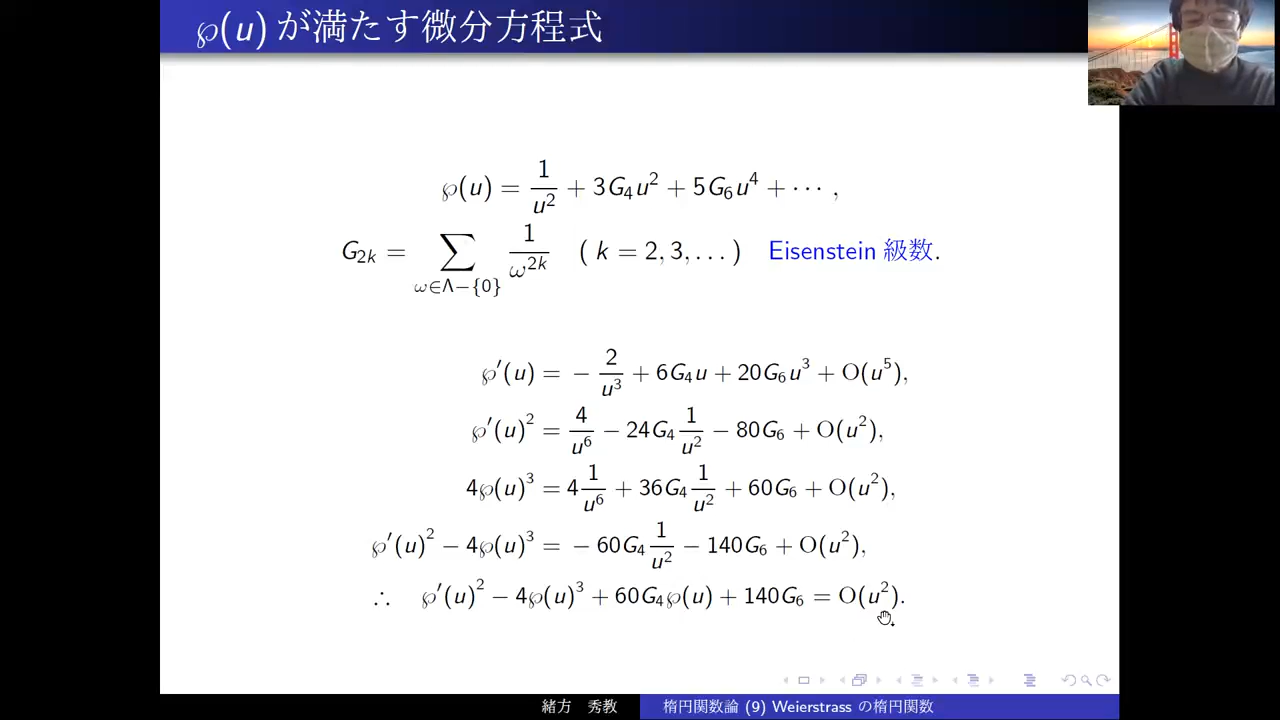 ℘(u) が満たす微分方程式
℘(u) = 1/u² + 3G₄u² + 5G₆u⁴ + ⋯ ,
G₂ₖ = ∑_{ω∈Λ−{0}} 1/ω²ᵏ ( k = 2, 3, . . . ) Eisenstein 級数.
℘′(u) = − 2/u³ + 6G₄u + 20G₆u³ + O(u⁵),
℘′(u)² = 4/u⁶ − 24G₄ 1/u² − 80G₆ + O(u²),
4℘(u)³ = 4 1/u⁶ + 36G₄ 1/u² + 60G₆ + O(u²),
℘′(u)² − 4℘(u)³ = − 60G₄ 1/u² − 140G₆ + O(u²),
∴ ℘′(u)² − 4℘(u)³ + 60G₄℘(u) + 140G₆ = O(u²).
緒方 秀教 楕円関数論 (9) Weierstrass の楕円関数